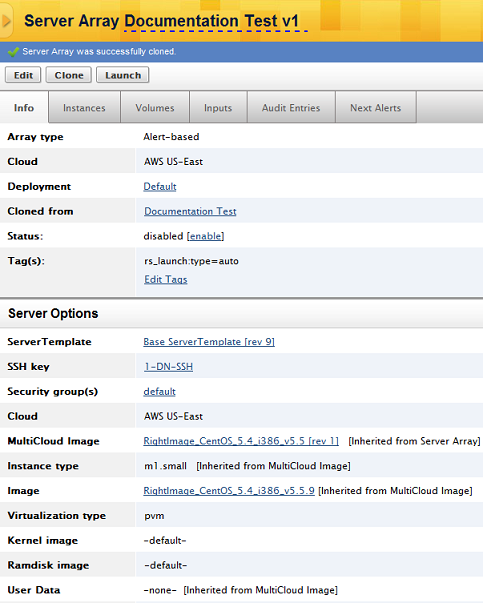 Server Array Documentation Test v1
Server Array was successfully cloned.
Edit Clone Launch
Info Instances Volumes Inputs Audit Entries Next Alerts
Array type Alert-based
Cloud AWS US-East
Deployment Default
Cloned from Documentation Test
Status: disabled [enable]
Tag(s): rs_launch:type=auto
Edit Tags
Server Options
ServerTemplate Base ServerTemplate [rev 9]
SSH key 1-DN-SSH
Security group(s) default
Cloud AWS US-East
MultiCloud Image RightImage_CentOS_5.4_i386_v5.5 [rev 1] [Inherited from Server Array]
Instance type m1.small [Inherited from MultiCloud Image]
Image RightImage_CentOS_5.4_i386_v5.5.9 [Inherited from MultiCloud Image]
Virtualization type pvm
Kernel image -default-
Ramdisk image -default-
User Data -none- [Inherited from MultiCloud Image]